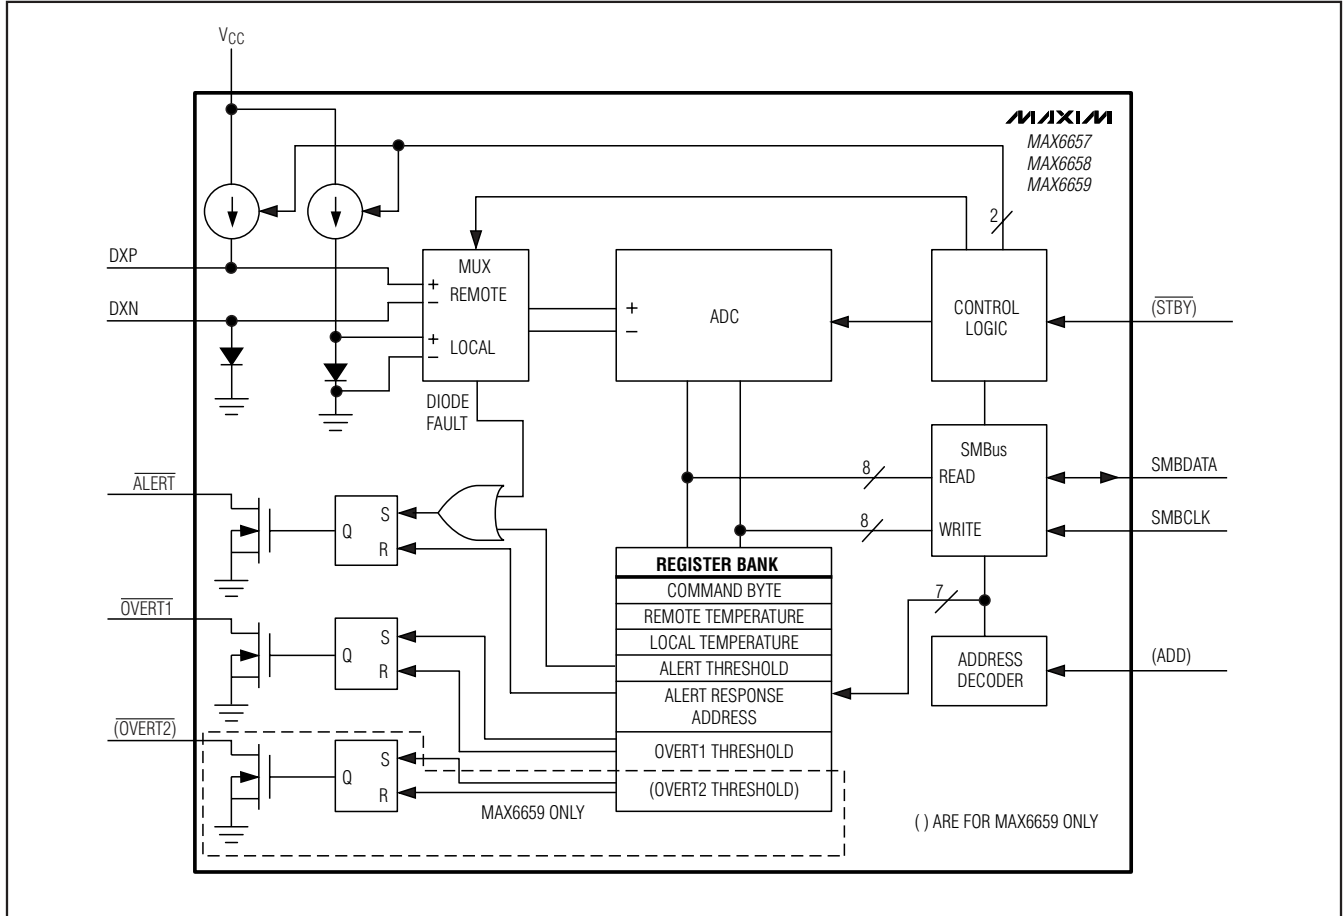 VCC
MAXIM
MAX6657
MAX6658
MAX6659
2
DXP
DXN
MUX
+
− REMOTE
+
− LOCAL
+
−
ADC
CONTROL
LOGIC
(STBY)
DIODE
FAULT
SMBus
READ
WRITE
8
8
SMBDATA
SMBCLK
ALERT
Q
S
R
REGISTER BANK
COMMAND BYTE
REMOTE TEMPERATURE
LOCAL TEMPERATURE
ALERT THRESHOLD
ALERT RESPONSE
ADDRESS
OVERT1 THRESHOLD
(OVERT2 THRESHOLD)
7
ADDRESS
DECODER
(ADD)
OVERT1
Q
S
R
(OVERT2)
Q
S
R
MAX6659 ONLY
( ) ARE FOR MAX6659 ONLY